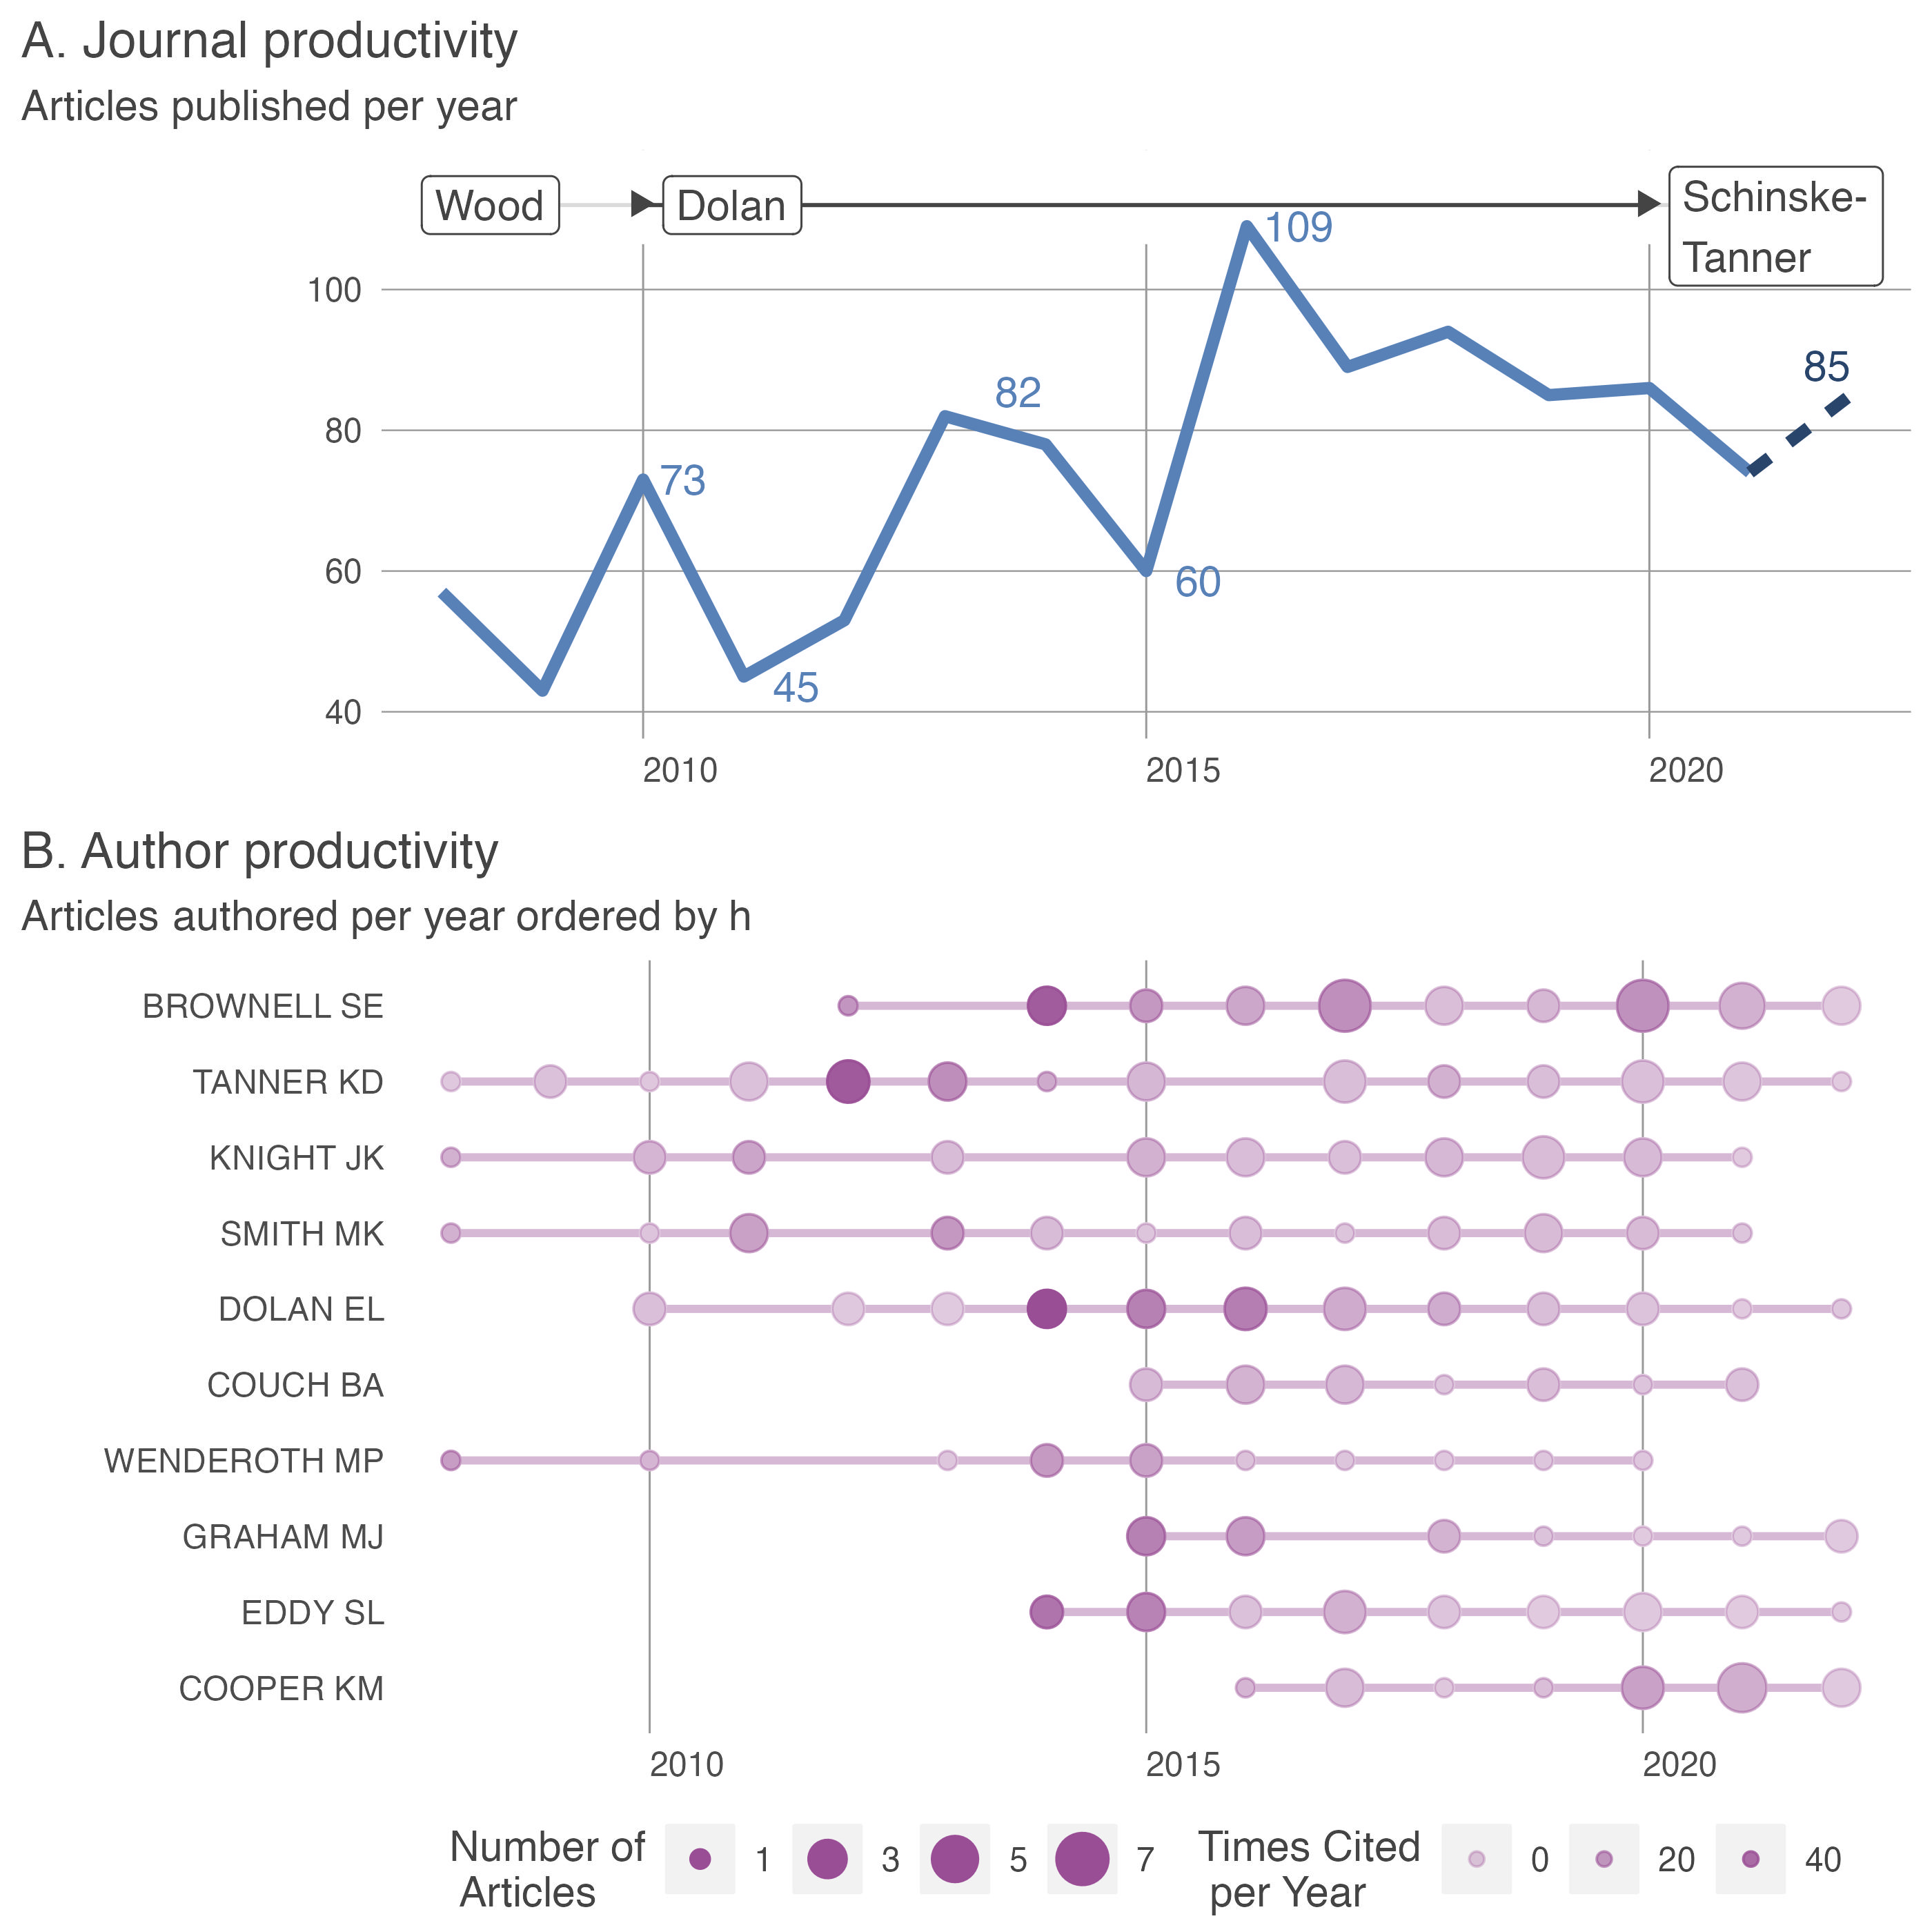 A. Journal productivity
Articles published per year
Wood
Dolan
Schinske-
Tanner
109
100
85
82
80
73
60
60
45
40
2010
2015
2020
B. Author productivity
Articles authored per year ordered by h
BROWNELL SE
TANNER KD
KNIGHT JK
SMITH MK
DOLAN EL
COUCH BA
WENDEROTH MP
GRAHAM MJ
EDDY SL
COOPER KM
2010
2015
2020
Number of
Articles
1
3
5
7
Times Cited
per Year
0
20
40